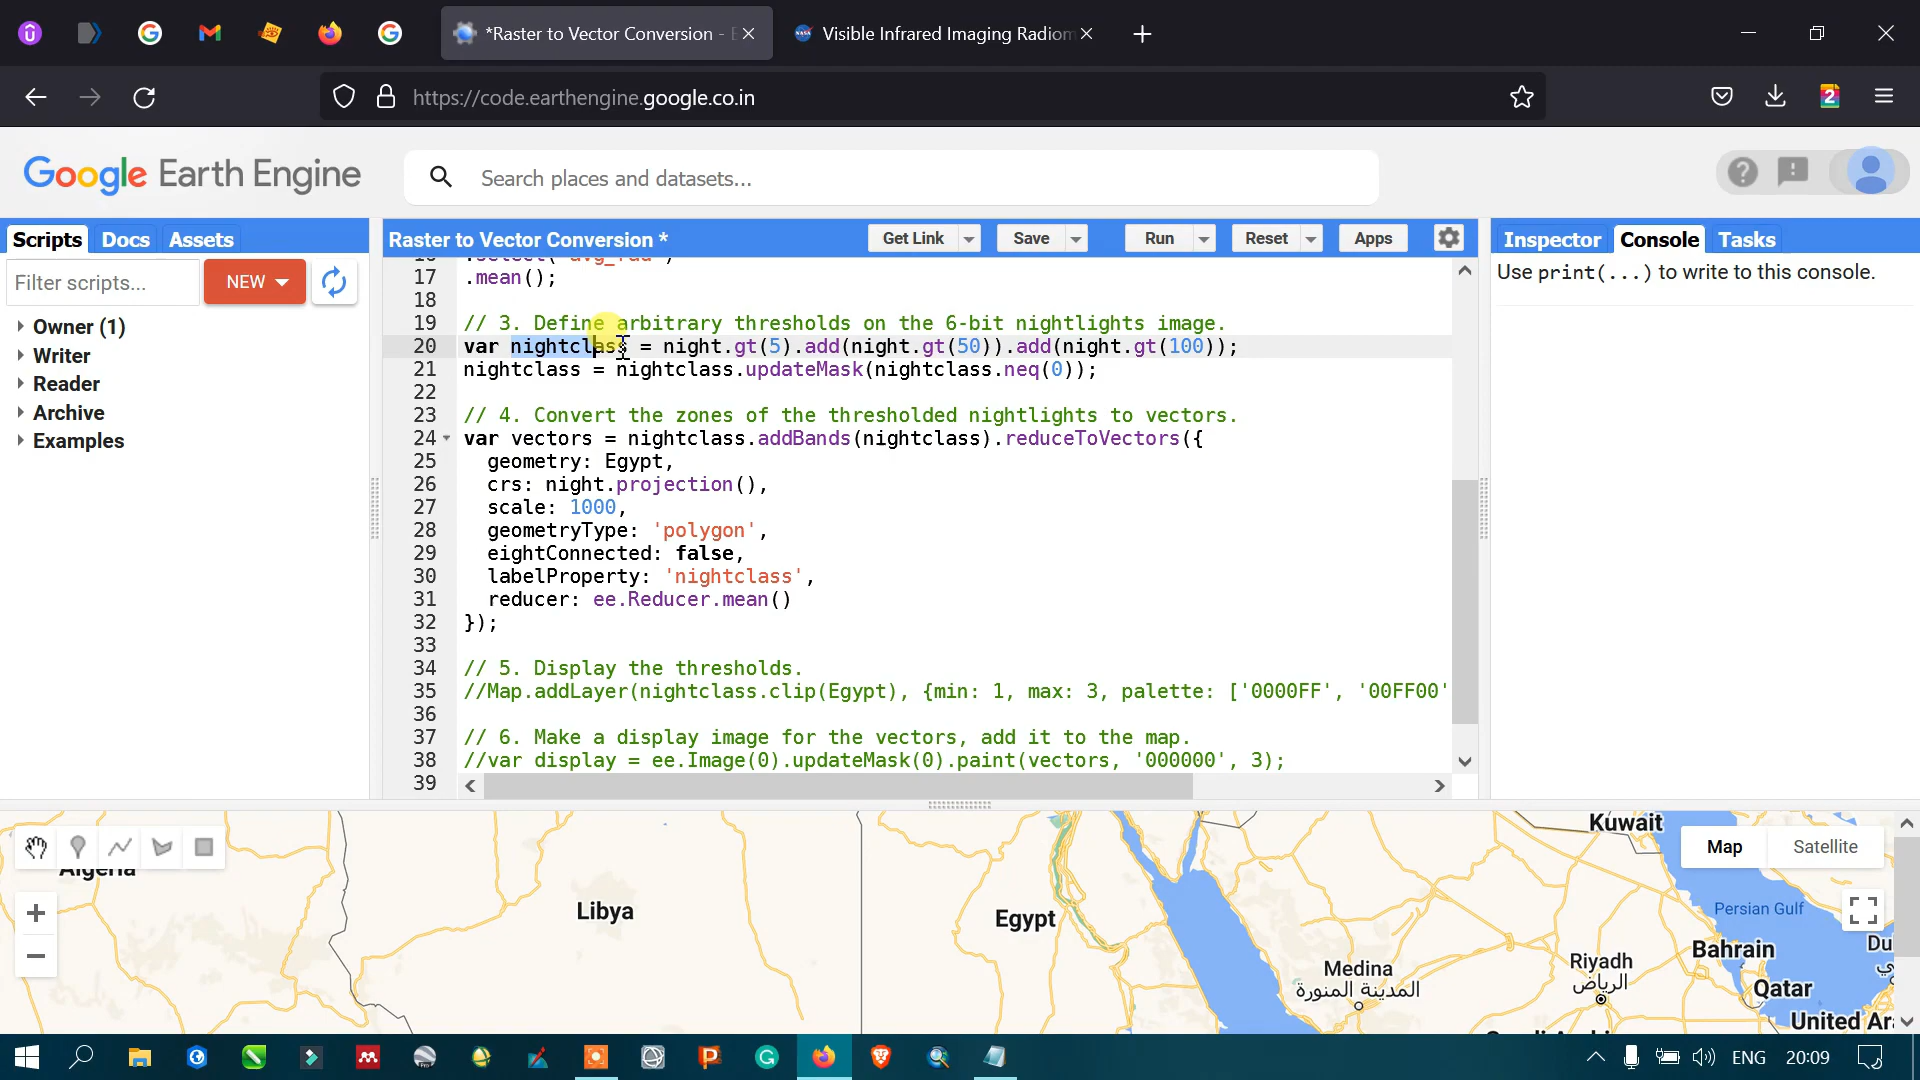 *Raster to Vector Conversion - E
Visible Infrared Imaging Radiom
https://code.earthengine.google.co.in
2
Google Earth Engine
Search places and datasets...
Scripts
Docs
Assets
Raster to Vector Conversion *
Get Link
Save
Run
Reset
Apps
Inspector
Console
Tasks
Filter scripts...
NEW
Owner (1)
Writer
Reader
Archive
Examples
Use print(...) to write to this console.
16 .select('avg_rad')
17 .mean();
18
19 // 3. Define arbitrary thresholds on the 6-bit nightlights image.
20 var nightclass = night.gt(5).add(night.gt(50)).add(night.gt(100));
21 nightclass = nightclass.updateMask(nightclass.neq(0));
22
23 // 4. Convert the zones of the thresholded nightlights to vectors.
24 var vectors = nightclass.addBands(nightclass).reduceToVectors({
25 geometry: Egypt,
26 crs: night.projection(),
27 scale: 1000,
28 geometryType: 'polygon',
29 eightConnected: false,
30 labelProperty: 'nightclass',
31 reducer: ee.Reducer.mean()
32 });
33
34 // 5. Display the thresholds.
35 //Map.addLayer(nightclass.clip(Egypt), {min: 1, max: 3, palette: ['0000FF', '00FF00'
36
37 // 6. Make a display image for the vectors, add it to the map.
38 //var display = ee.Image(0).updateMask(0).paint(vectors, '000000', 3);
39
Algeria
Libya
Egypt
Medina
المدينة المنورة
Kuwait
Map
Satellite
Persian Gulf
Bahrain
Du
Riyadh
الرياض
Qatar
United Ar
ENG
20:09